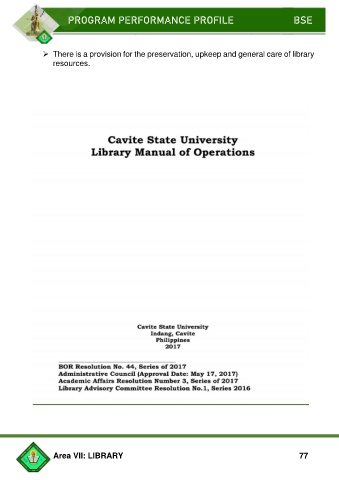 PROGRAM PERFORMANCE PROFILE BSE
➢ There is a provision for the preservation, upkeep and general care of library
resources.
Cavite State University
Library Manual of Operations
Cavite State University
Indang, Cavite
Philippines
2017
BOR Resolution No. 44, Series of 2017
Administrative Council (Approval Date: May 17, 2017)
Academic Affairs Resolution Number 3, Series of 2017
Library Advisory Committee Resolution No.1, Series 2016
Area VII: LIBRARY 77